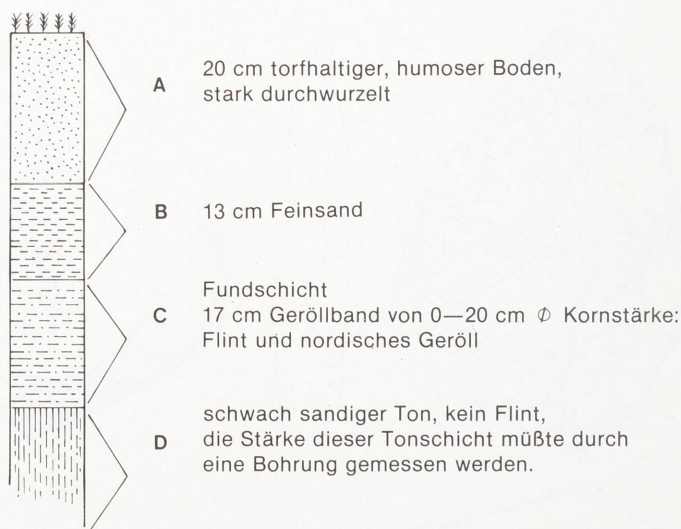 A 20 cm torfhaltiger, humoser Boden,
stark durchwurzelt
B 13 cm Feinsand
Fundschicht
C 17 cm Geröllband von 0—20 cm ⌀ Kornstärke:
Flint und nordisches Geröll
schwach sandiger Ton, kein Flint,
D die Stärke dieser Tonschicht müßte durch
eine Bohrung gemessen werden.